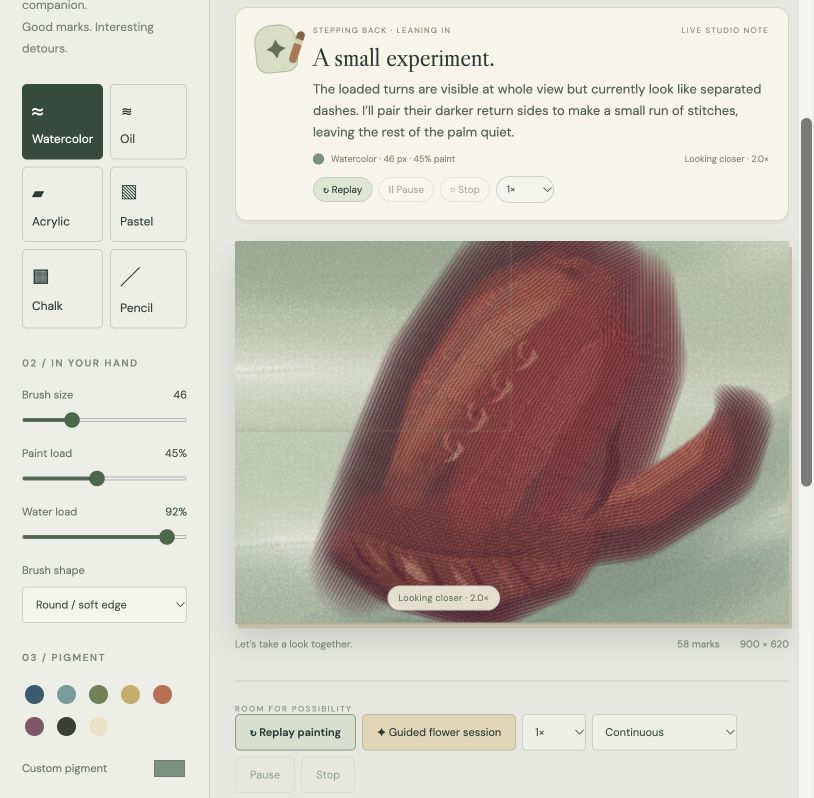 companion.
Good marks. Interesting
detours.
Watercolor
Oil
Acrylic
Pastel
Chalk
Pencil
02 / IN YOUR HAND
Brush size 46
Paint load 45%
Water load 92%
Brush shape
Round / soft edge
03 / PIGMENT
Custom pigment
STEPPING BACK · LEANING IN
LIVE STUDIO NOTE
A small experiment.
The loaded turns are visible at whole view but currently look like separated
dashes. I’ll pair their darker return sides to make a small run of stitches,
leaving the rest of the palm quiet.
Watercolor · 46 px · 45% paint
Looking closer · 2.0×
↻ Replay
II Pause
○ Stop
1×
Looking closer · 2.0×
Let’s take a look together.
58 marks
900 × 620
ROOM FOR POSSIBILITY
↻ Replay painting
✦ Guided flower session
1×
Continuous
Pause
Stop